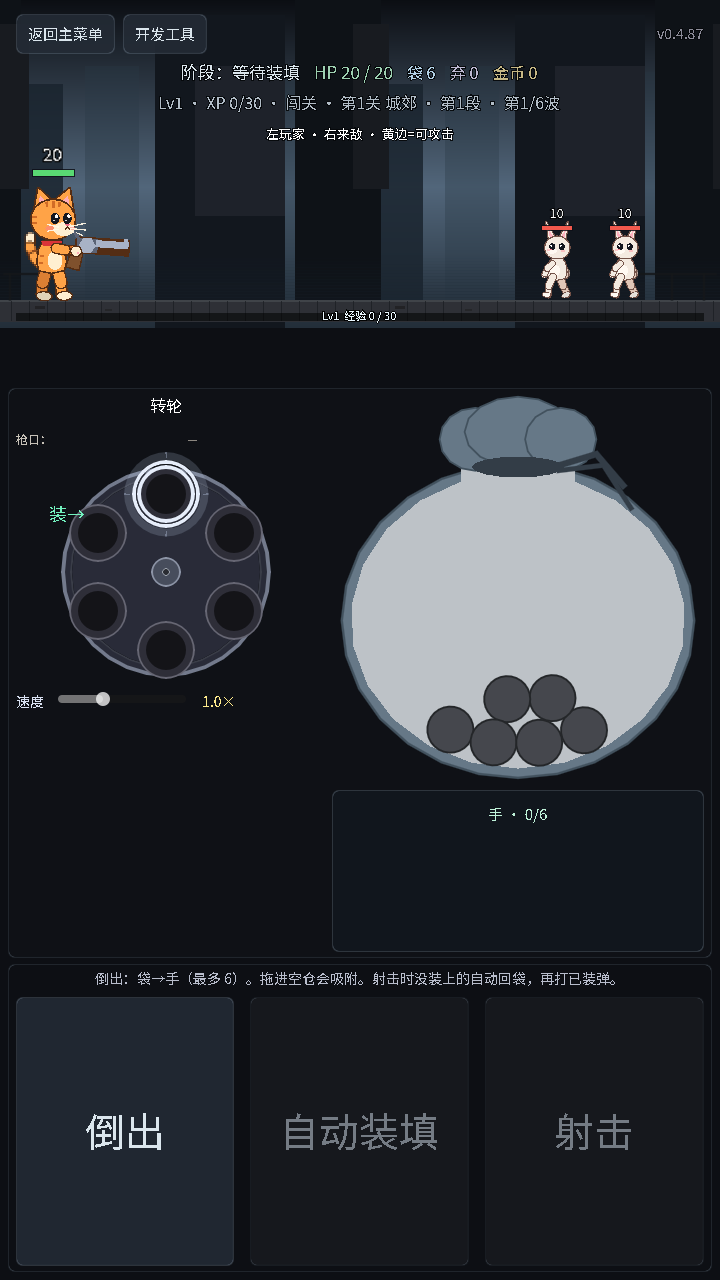 返回主菜单 开发工具 v0.4.87
阶段：等待装填 HP 20 / 20 袋 6 弃 0 金币 0
Lv1 · XP 0/30 · 闯关 · 第1关 城郊 · 第1段 · 第1/6波
左玩家 · 右来敌 · 黄边=可攻击
20
10 10
Lv1 经验 0 / 30
转轮
枪口： —
装→
速度 1.0×
手 · 0/6
倒出：袋→手（最多 6）。拖进空仓会吸附。射击时没装上的自动回袋，再打已装弹。
倒出 自动装填 射击